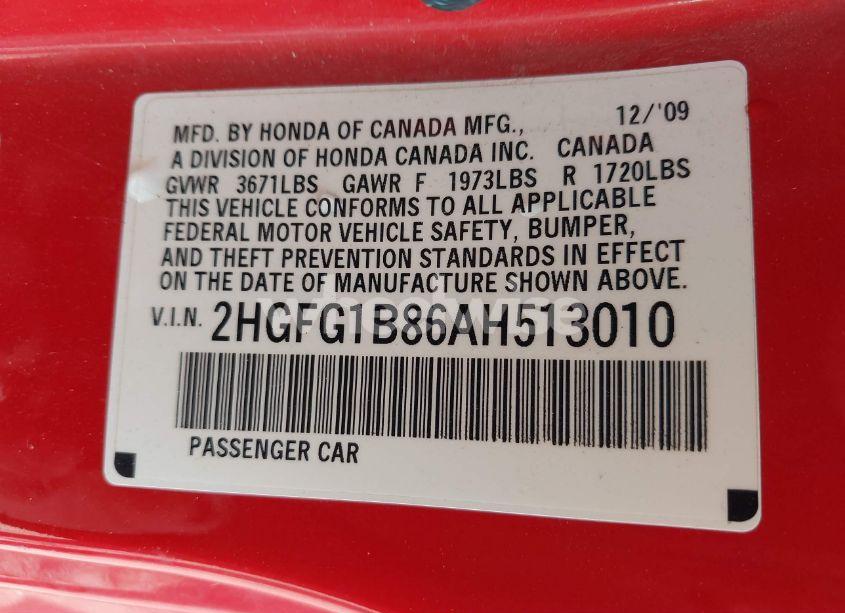 MFD. BY HONDA OF CANADA MFG., 12/'09
A DIVISION OF HONDA CANADA INC. CANADA
GVWR 3671LBS GAWR F 1973LBS R 1720LBS
THIS VEHICLE CONFORMS TO ALL APPLICABLE
FEDERAL MOTOR VEHICLE SAFETY, BUMPER,
AND THEFT PREVENTION STANDARDS IN EFFECT
ON THE DATE OF MANUFACTURE SHOWN ABOVE.
V.I.N. 2HGFG1B86AH513010
PASSENGER CAR